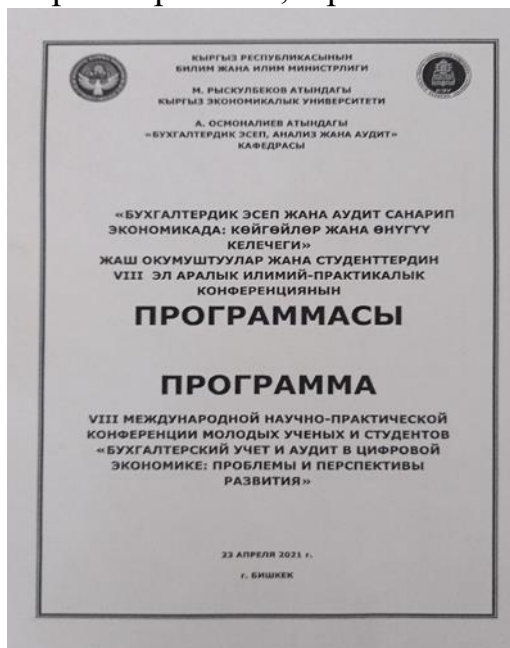 КЫРГЫЗ РЕСПУБЛИКАСЫНЫН
БИЛИМ ЖАНА ИЛИМ МИНИСТРЛИГИ
М. РЫСКУЛБЕКОВ АТЫНДАГЫ
КЫРГЫЗ ЭКОНОМИКАЛЫК УНИВЕРСИТЕТИ
А. ОСМОНАЛИЕВ АТЫНДАГЫ
«БУХГАЛТЕРДИК ЭСЕП, АНАЛИЗ ЖАНА АУДИТ»
КАФЕДРАСЫ
«БУХГАЛТЕРДИК ЭСЕП ЖАНА АУДИТ САНАРИП
ЭКОНОМИКАДА: КӨЙГӨЙЛӨР ЖАНА ӨНҮГҮҮ
КЕЛЕЧЕГИ»
ЖАШ ОКУМУШТУУЛАР ЖАНА СТУДЕНТТЕРДИН
VIII ЭЛ АРАЛЫК ИЛИМИЙ-ПРАКТИКАЛЫК
КОНФЕРЕНЦИЯНЫН
ПРОГРАММАСЫ
ПРОГРАММА
VIII МЕЖДУНАРОДНОЙ НАУЧНО-ПРАКТИЧЕСКОЙ
КОНФЕРЕНЦИИ МОЛОДЫХ УЧЕНЫХ И СТУДЕНТОВ
«БУХГАЛТЕРСКИЙ УЧЕТ И АУДИТ В ЦИФРОВОЙ
ЭКОНОМИКЕ: ПРОБЛЕМЫ И ПЕРСПЕКТИВЫ
РАЗВИТИЯ»
23 АПРЕЛЯ 2021 г.
г. БИШКЕК